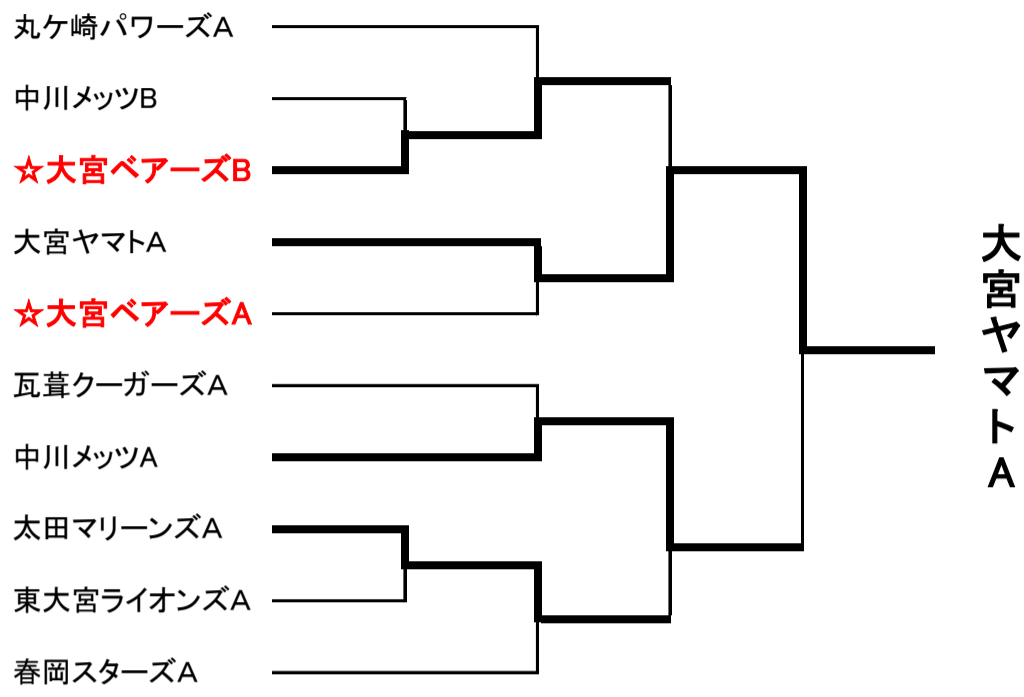 丸ケ崎パワーズA
中川メッツB
☆大宮ベアーズB
大宮ヤマトA
☆大宮ベアーズA
瓦葺クーガーズA
中川メッツA
太田マリーンズA
東大宮ライオンズA
春岡スターズA
大宮ヤマトA